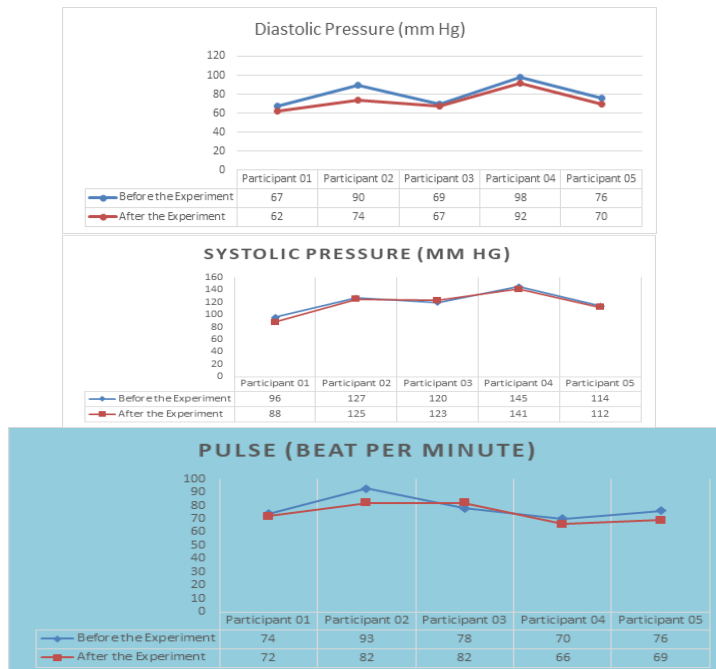 Diastolic Pressure (mm Hg)
120
100
80
60
40
20
0
Participant 01 Participant 02 Participant 03 Participant 04 Participant 05
Before the Experiment 67 90 69 98 76
After the Experiment 62 74 67 92 70
SYSTOLIC PRESSURE (MM HG)
160
140
120
100
80
60
40
20
0
Participant 01 Participant 02 Participant 03 Participant 04 Participant 05
Before the Experiment 96 127 120 145 114
After the Experiment 88 125 123 141 112
PULSE (BEAT PER MINUTE)
100
90
80
70
60
50
40
30
20
10
0
Participant 01 Participant 02 Participant 03 Participant 04 Participant 05
Before the Experiment 74 93 78 70 76
After the Experiment 72 82 82 66 69